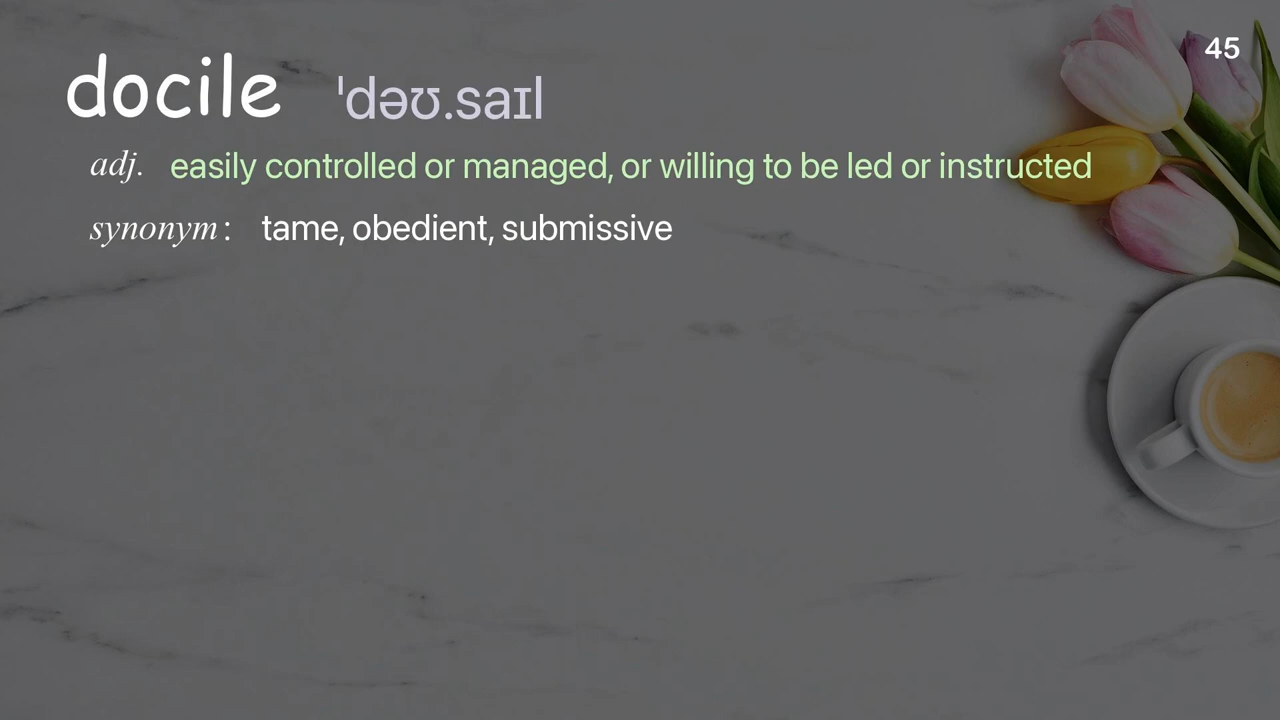 45
docile ˈdəʊ.saɪl
adj. easily controlled or managed, or willing to be led or instructed
synonym: tame, obedient, submissive